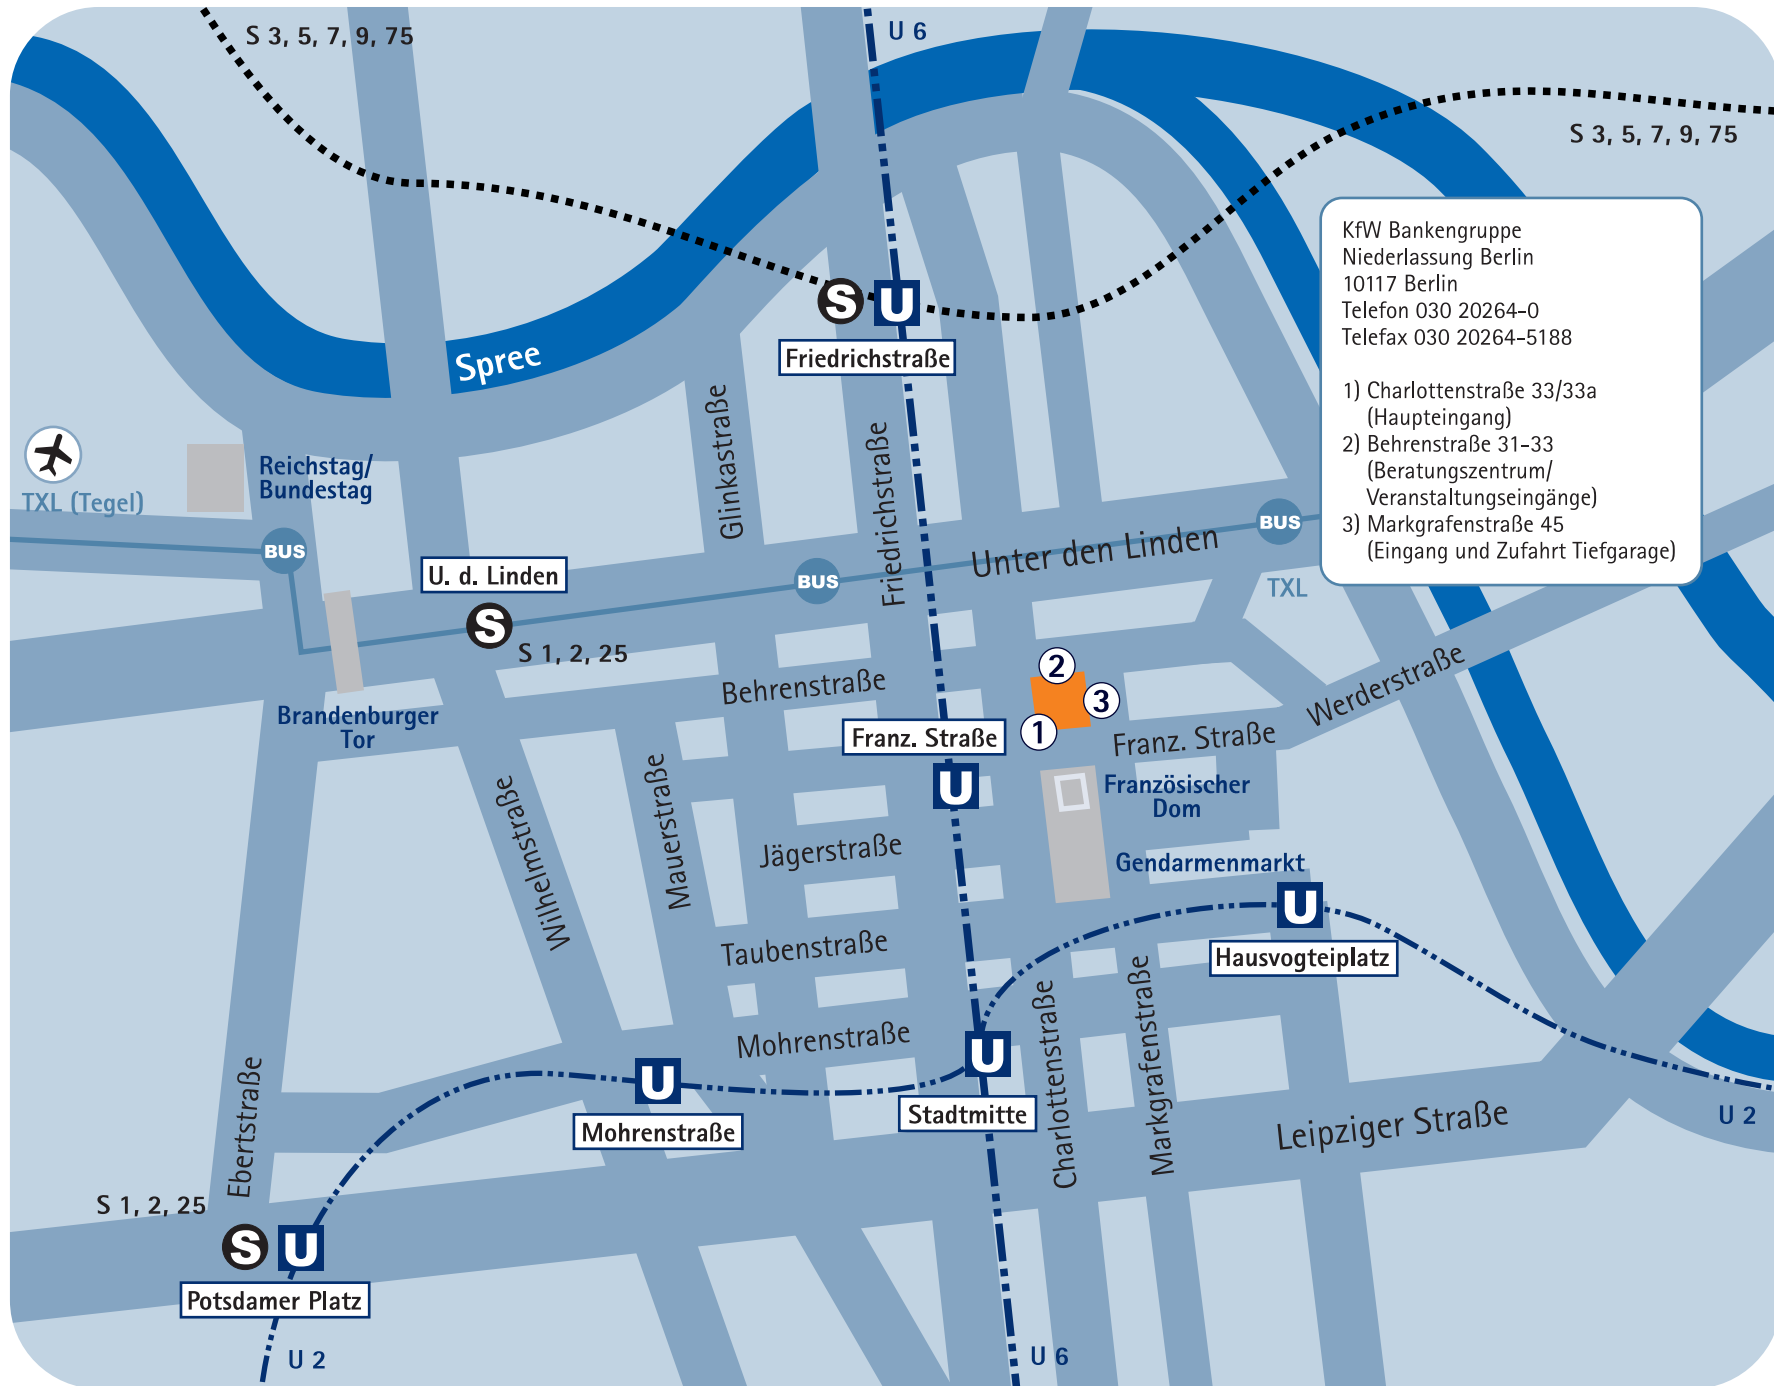 S 3, 5, 7, 9, 75
U 6
S 3, 5, 7, 9, 75
KfW Bankengruppe
Niederlassung Berlin
10117 Berlin
Telefon 030 20264-0
Telefax 030 20264-5188
1) Charlottenstraße 33/33a
(Haupteingang)
2) Behrenstraße 31-33
(Beratungszentrum/
Veranstaltungseingänge)
3) Markgrafenstraße 45
(Eingang und Zufahrt Tiefgarage)
S
U
Friedrichstraße
Spree
Glinkastraße
Friedrichstraße
TXL (Tegel)
Reichstag/
Bundestag
BUS
BUS
BUS
U. d. Linden
S
S 1, 2, 25
Unter den Linden
TXL
Brandenburger
Tor
Behrenstraße
2
3
1
Werderstraße
Franz. Straße
U
Franz. Straße
Französischer
Dom
Wilhelmstraße
Mauerstraße
Jägerstraße
Gendarmenmarkt
U
Hausvogteiplatz
Taubenstraße
Mohrenstraße
U
Stadtmitte
Charlottenstraße
Markgrafenstraße
U
Mohrenstraße
Ebertstraße
Leipziger Straße
U 2
S 1, 2, 25
S
U
Potsdamer Platz
U 2
U 6